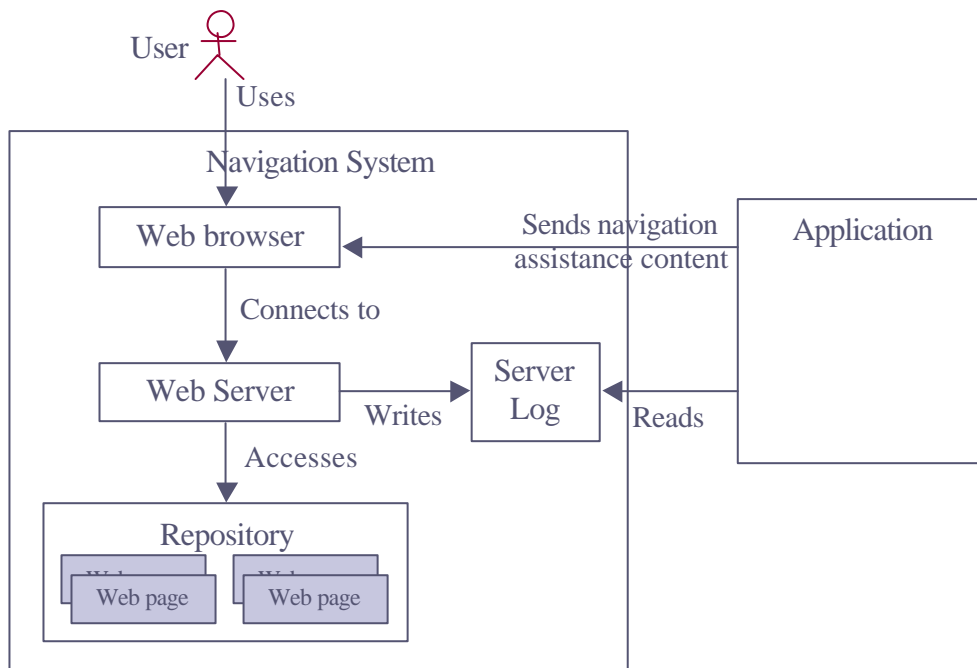 User
Uses
Navigation System
Web browser
Sends navigation
assistance content
Application
Connects to
Web Server
Writes
Server
Log
Reads
Accesses
Repository
Web page
Web page